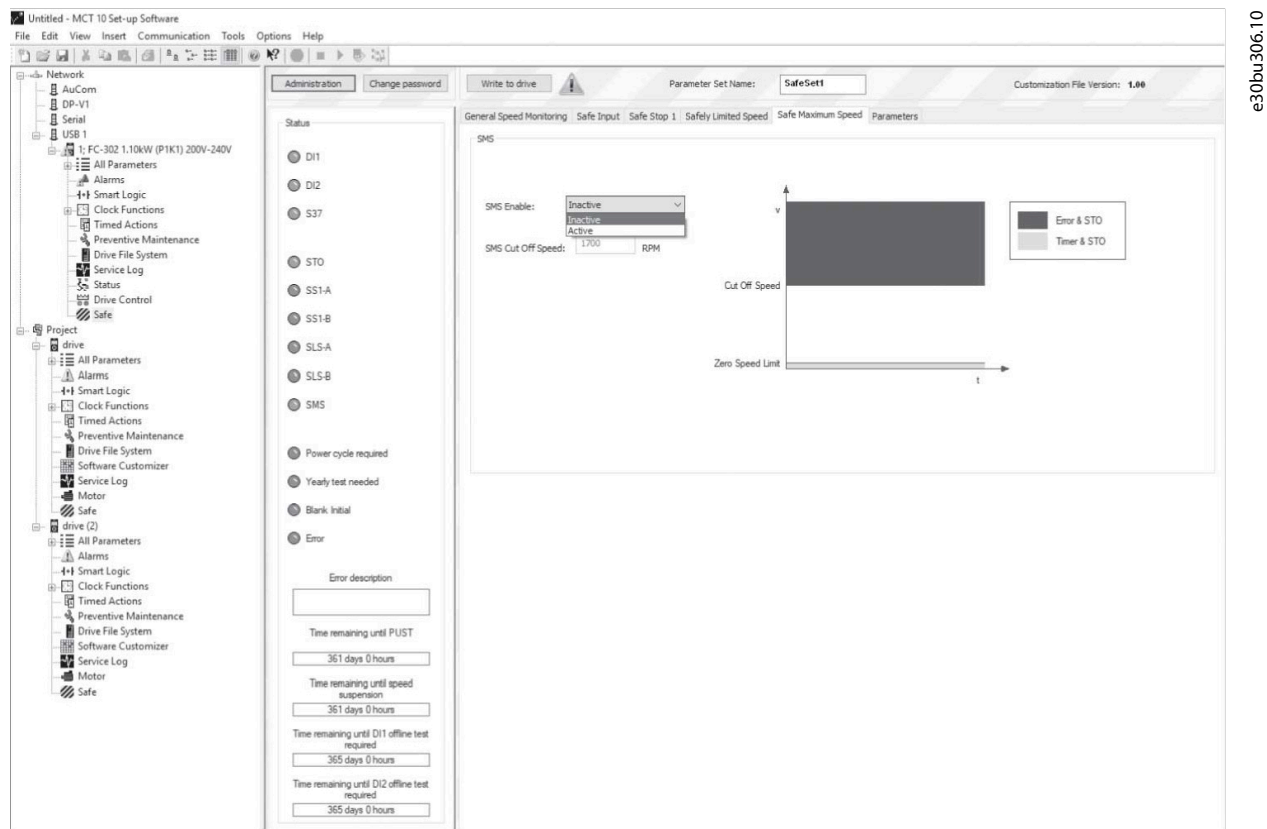 Untitled - MCT 10 Set-up Software
File Edit View Insert Communication Tools Options Help
Network
AuCom
DP-V1
Serial
USB 1
1; FC-302 1.10kW (P1K1) 200V-240V
All Parameters
Alarms
Smart Logic
Clock Functions
Timed Actions
Preventive Maintenance
Drive File System
Service Log
Status
Drive Control
Safe
Project
drive
All Parameters
Alarms
Smart Logic
Clock Functions
Timed Actions
Preventive Maintenance
Drive File System
Software Customizer
Service Log
Motor
Safe
drive (2)
All Parameters
Alarms
Smart Logic
Clock Functions
Timed Actions
Preventive Maintenance
Drive File System
Software Customizer
Service Log
Motor
Safe
Administration Change password
Status
DI1
DI2
S37
STO
SS1-A
SS1-B
SLS-A
SLS-B
SMS
Power cycle required
Yearly test needed
Blank Initial
Error
Error description
Time remaining until PUST
361 days 0 hours
Time remaining until speed
suspension
361 days 0 hours
Time remaining until DI1 offline test
required
365 days 0 hours
Time remaining until DI2 offline test
required
365 days 0 hours
Write to drive Parameter Set Name: SafeSet1 Customization File Version: 1.00
General Speed Monitoring Safe Input Safe Stop 1 Safely Limited Speed Safe Maximum Speed Parameters
SMS
SMS Enable: Inactive
Inactive
Active
SMS Cut Off Speed: 1700 RPM
v
Cut Off Speed
Zero Speed Limit
t
Error & STO
Timer & STO
e30bu306.10